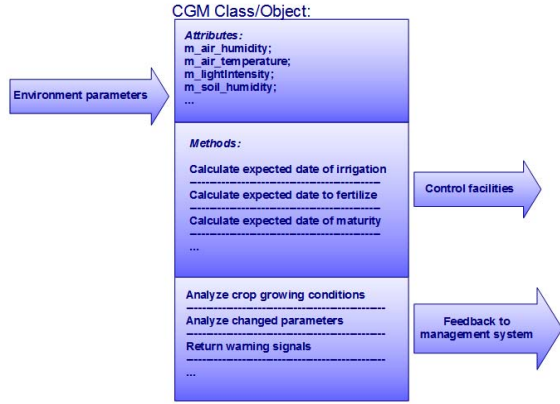 CGM Class/Object:
Attributes:
m_air_humidity;
m_air_temperature;
m_lightIntensity;
m_soil_humidity;
...
Environment parameters
Methods:
Calculate expected date of irrigation
Calculate expected date to fertilize
Calculate expected date of maturity
...
Control facilities
Analyze crop growing conditions
Analyze changed parameters
Return warning signals
...
Feedback to
management system